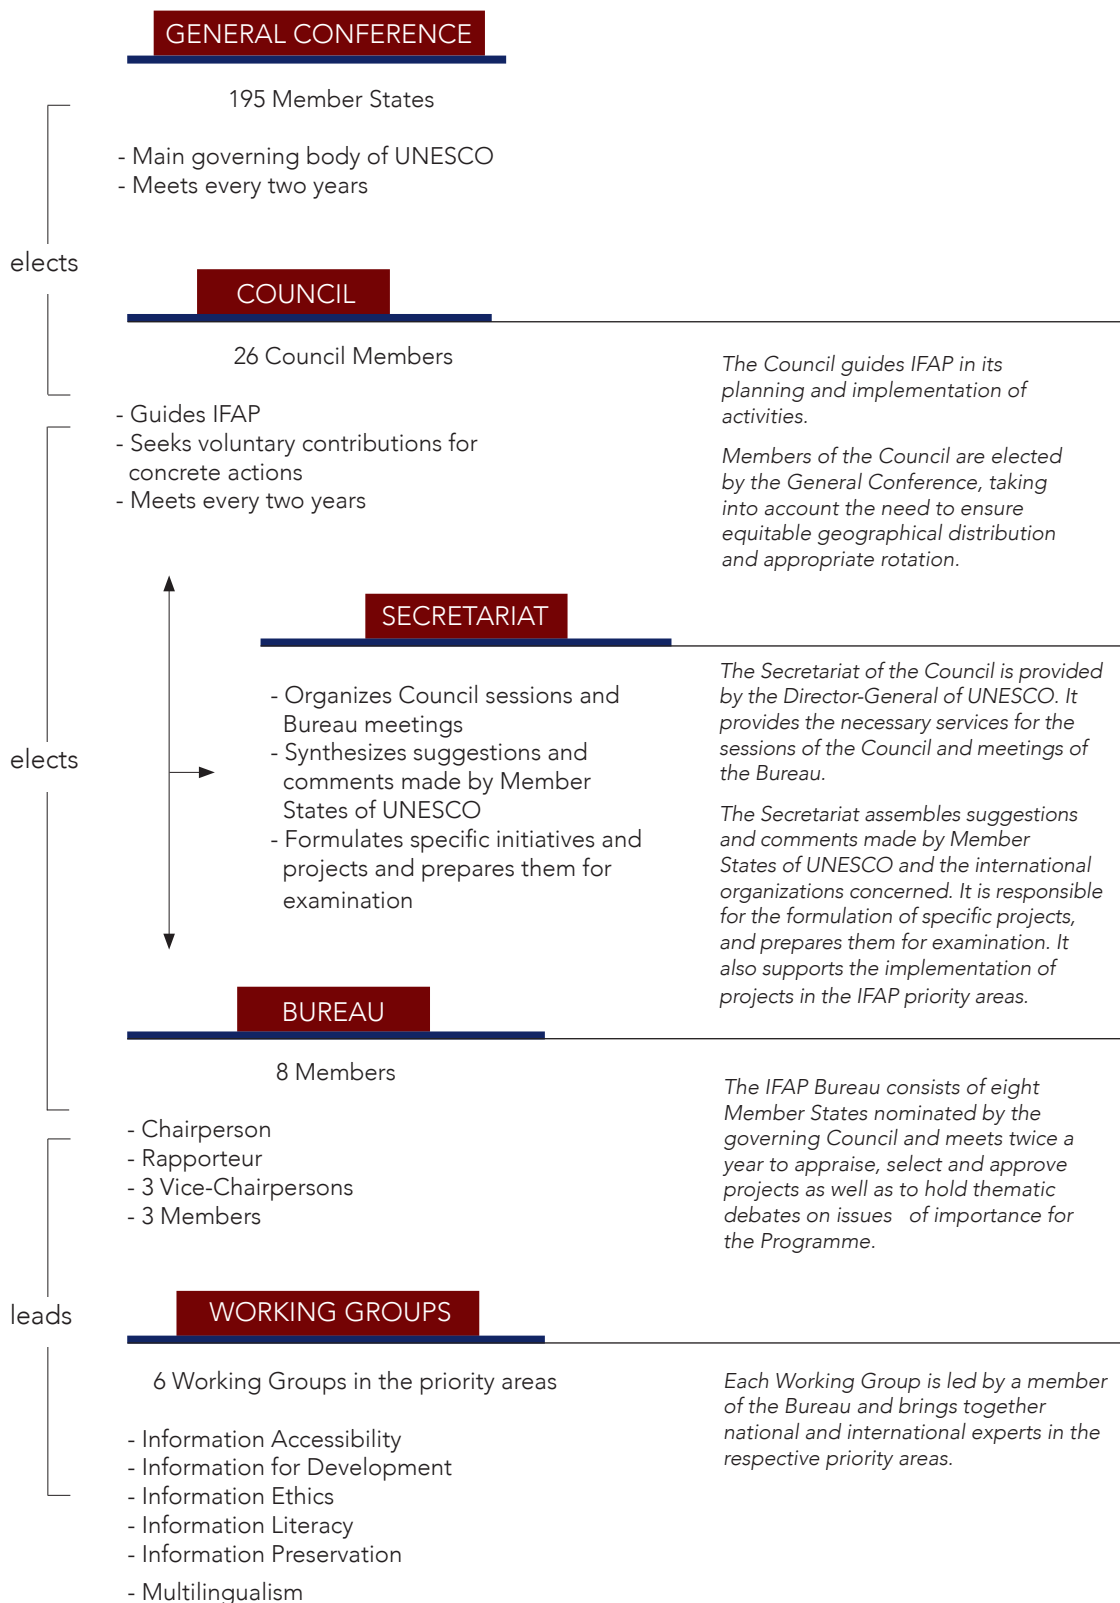 GENERAL CONFERENCE
195 Member States
- Main governing body of UNESCO
- Meets every two years
elects
COUNCIL
26 Council Members
- Guides IFAP
- Seeks voluntary contributions for
concrete actions
- Meets every two years
The Council guides IFAP in its
planning and implementation of
activities.
Members of the Council are elected
by the General Conference, taking
into account the need to ensure
equitable geographical distribution
and appropriate rotation.
elects
SECRETARIAT
- Organizes Council sessions and
Bureau meetings
- Synthesizes suggestions and
comments made by Member
States of UNESCO
- Formulates specific initiatives and
projects and prepares them for
examination
The Secretariat of the Council is provided
by the Director-General of UNESCO. It
provides the necessary services for the
sessions of the Council and meetings of
the Bureau.
The Secretariat assembles suggestions
and comments made by Member
States of UNESCO and the international
organizations concerned. It is responsible
for the formulation of specific projects,
and prepares them for examination. It
also supports the implementation of
projects in the IFAP priority areas.
BUREAU
8 Members
- Chairperson
- Rapporteur
- 3 Vice-Chairpersons
- 3 Members
The IFAP Bureau consists of eight
Member States nominated by the
governing Council and meets twice a
year to appraise, select and approve
projects as well as to hold thematic
debates on issues of importance for
the Programme.
leads
WORKING GROUPS
6 Working Groups in the priority areas
- Information Accessibility
- Information for Development
- Information Ethics
- Information Literacy
- Information Preservation
- Multilingualism
Each Working Group is led by a member
of the Bureau and brings together
national and international experts in the
respective priority areas.